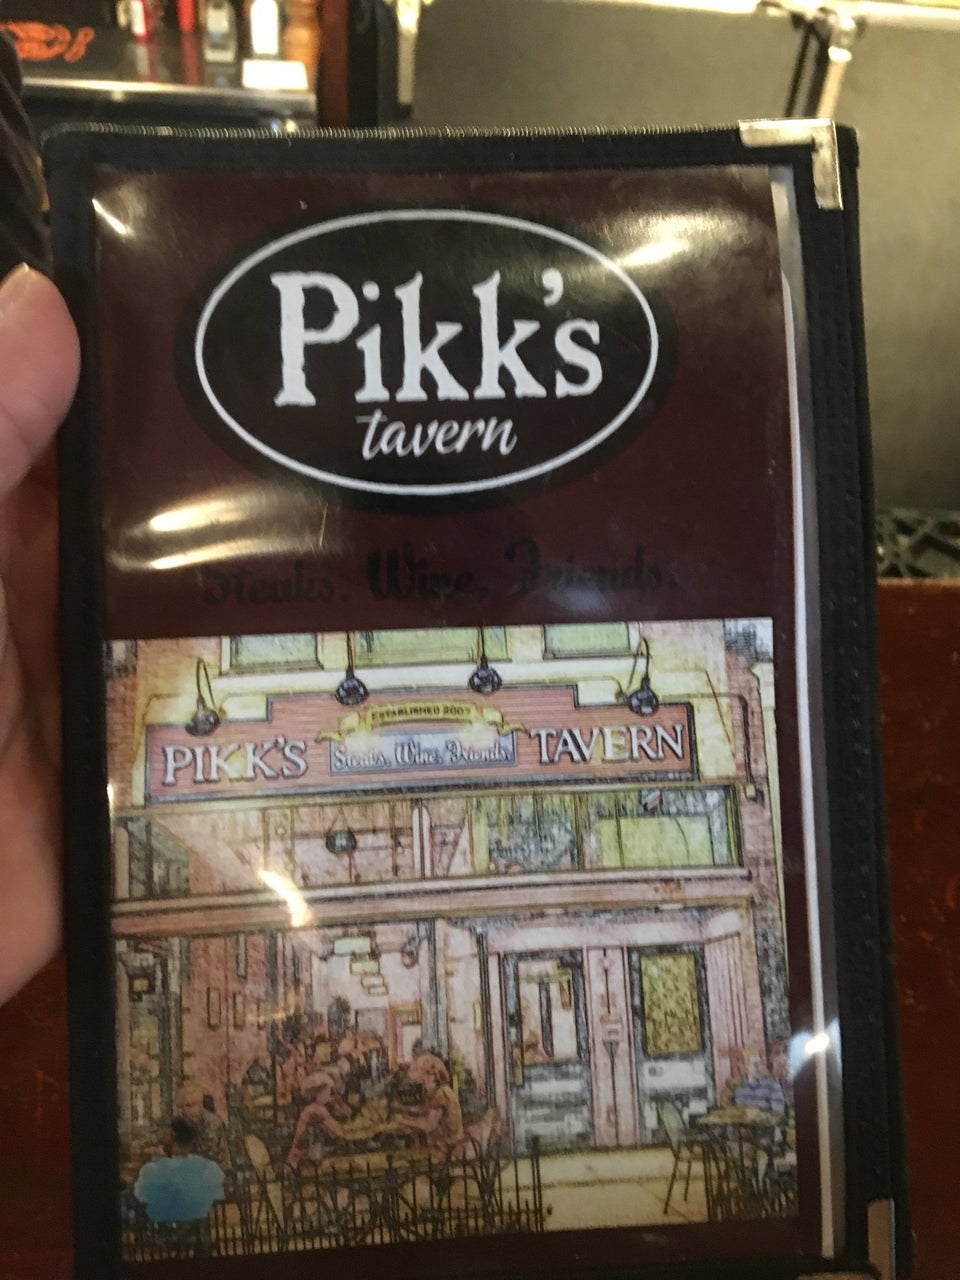 Pikk's
tavern
Steaks. Wine. Friends.
ESTABLISHED 2007
PIKK'S Steaks, Wine, Friends. TAVERN